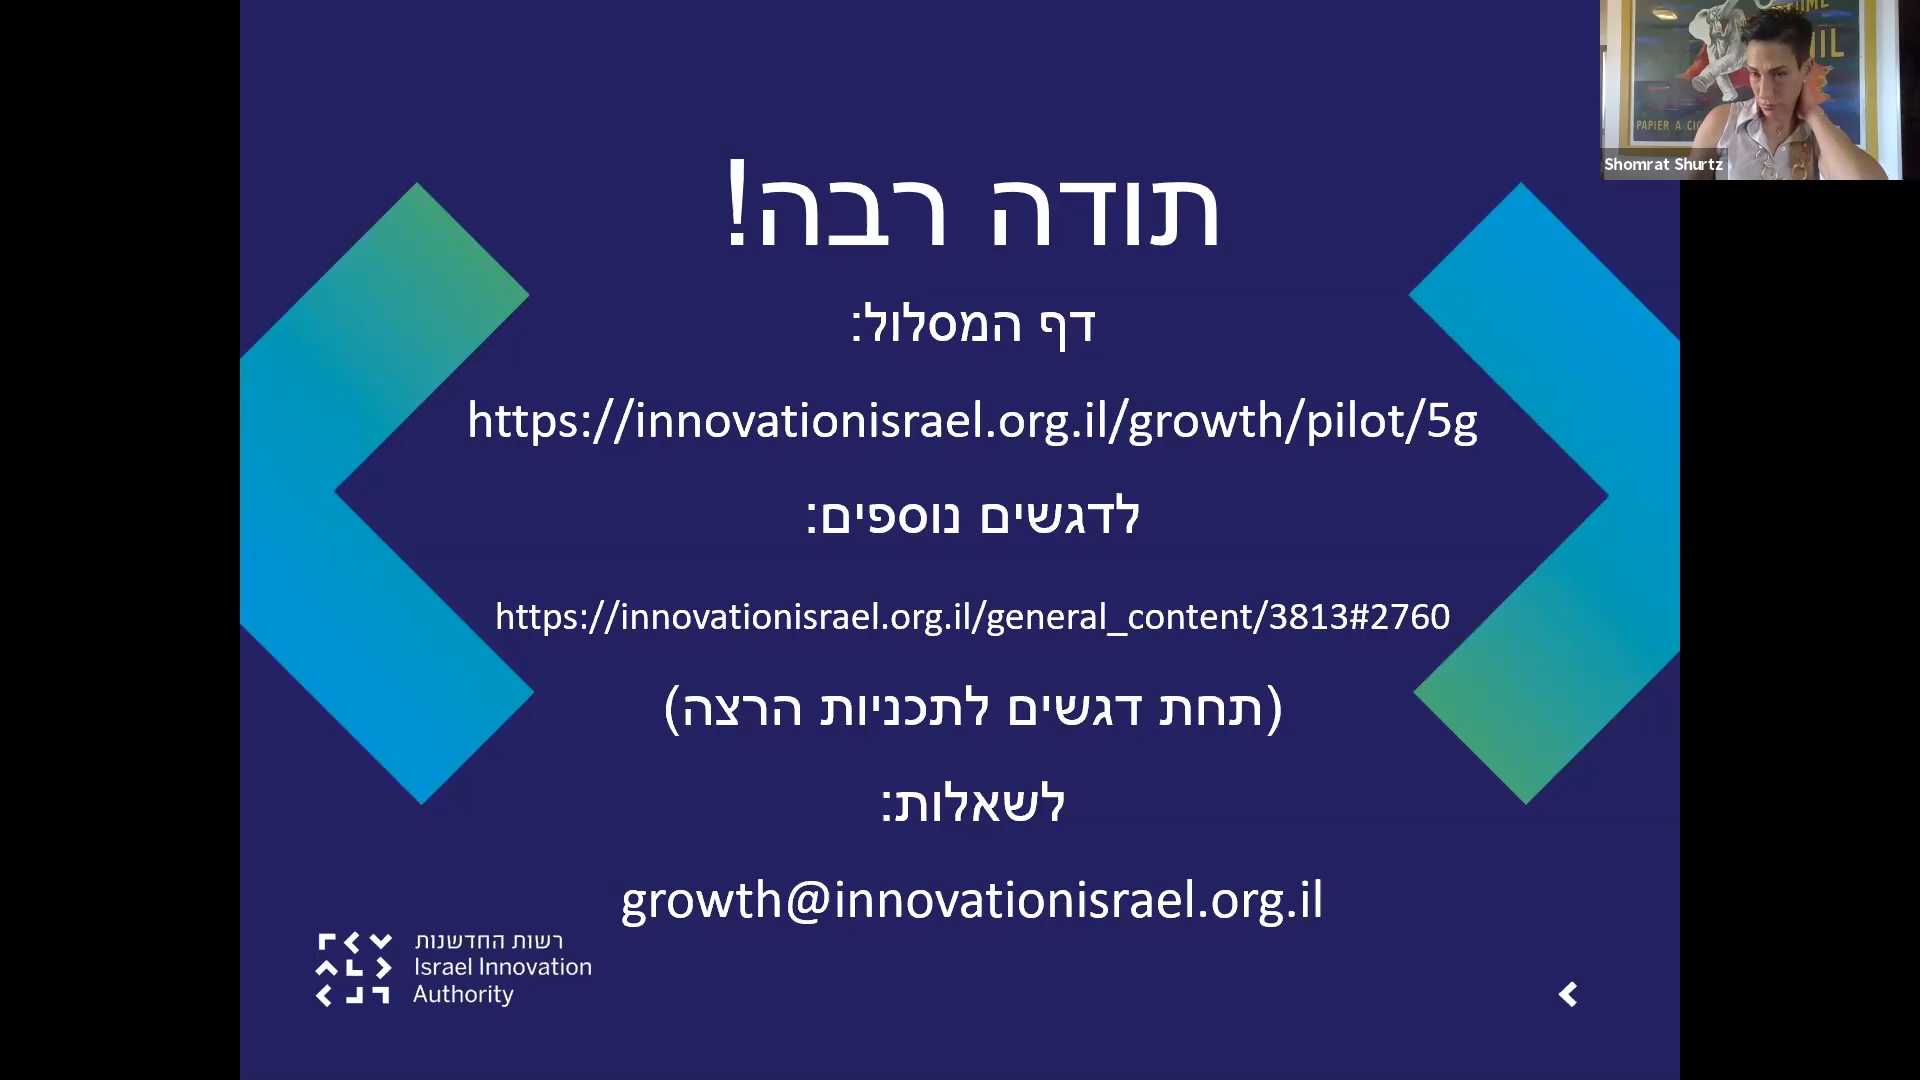 תודה רבה!
דף המסלול:
https://innovationisrael.org.il/growth/pilot/5g
לדגשים נוספים:
https://innovationisrael.org.il/general_content/3813#2760
(תחת דגשים לתכניות הרצה)
לשאלות:
growth@innovationisrael.org.il
רשות החדשנות
Israel Innovation
Authority
PAPIER A
Shomrat Shurtz